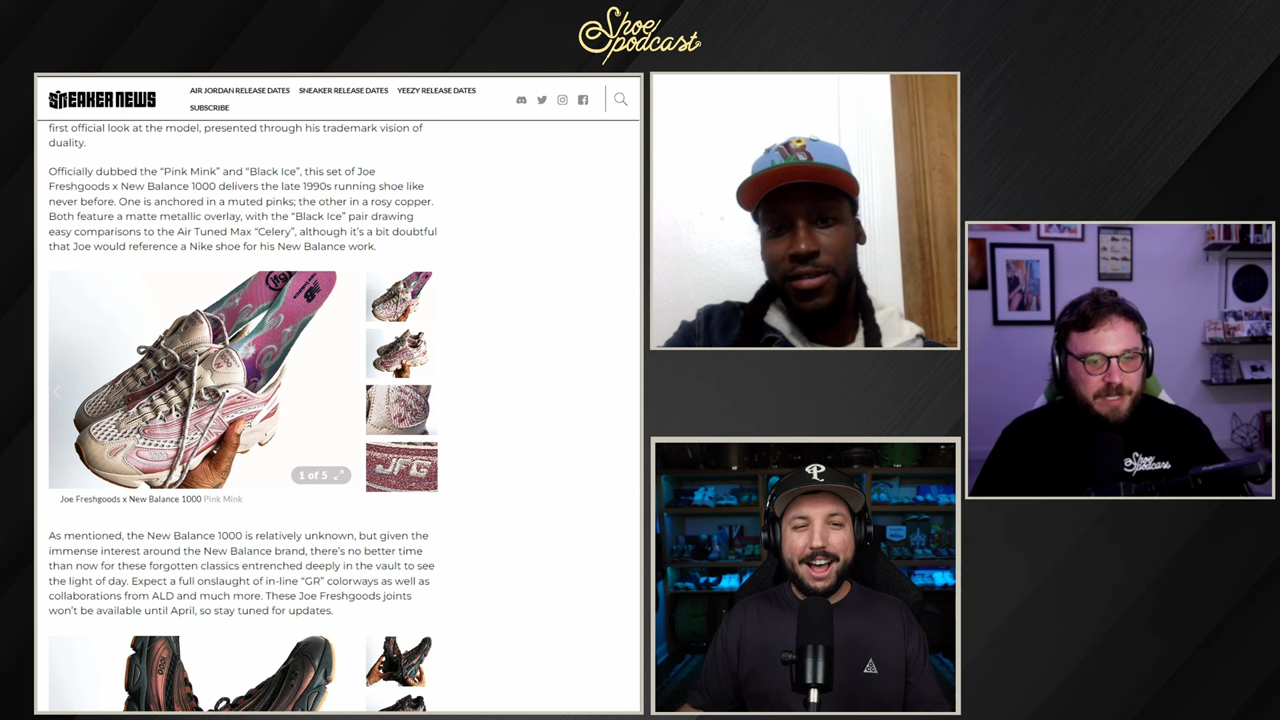 Shoe
podcast
SNEAKER NEWS
AIR JORDAN RELEASE DATES
SNEAKER RELEASE DATES
YEEZY RELEASE DATES
SUBSCRIBE
first official look at the model, presented through his trademark vision of
duality.
Officially dubbed the “Pink Mink” and “Black Ice”, this set of Joe
Freshgoods x New Balance 1000 delivers the late 1990s running shoe like
never before. One is anchored in a muted pinks; the other in a rosy copper.
Both feature a matte metallic overlay, with the “Black Ice” pair drawing
easy comparisons to the Air Tuned Max “Celery”, although it’s a bit doubtful
that Joe would reference a Nike shoe for his New Balance work.
jfg
1 of 5
JFG
Joe Freshgoods x New Balance 1000 Pink Mink
As mentioned, the New Balance 1000 is relatively unknown, but given the
immense interest around the New Balance brand, there’s no better time
than now for these forgotten classics entrenched deeply in the vault to see
the light of day. Expect a full onslaught of in-line “GR” colorways as well as
collaborations from ALD and much more. These Joe Freshgoods joints
won’t be available until April, so stay tuned for updates.
1000
Shoe
podcast
P